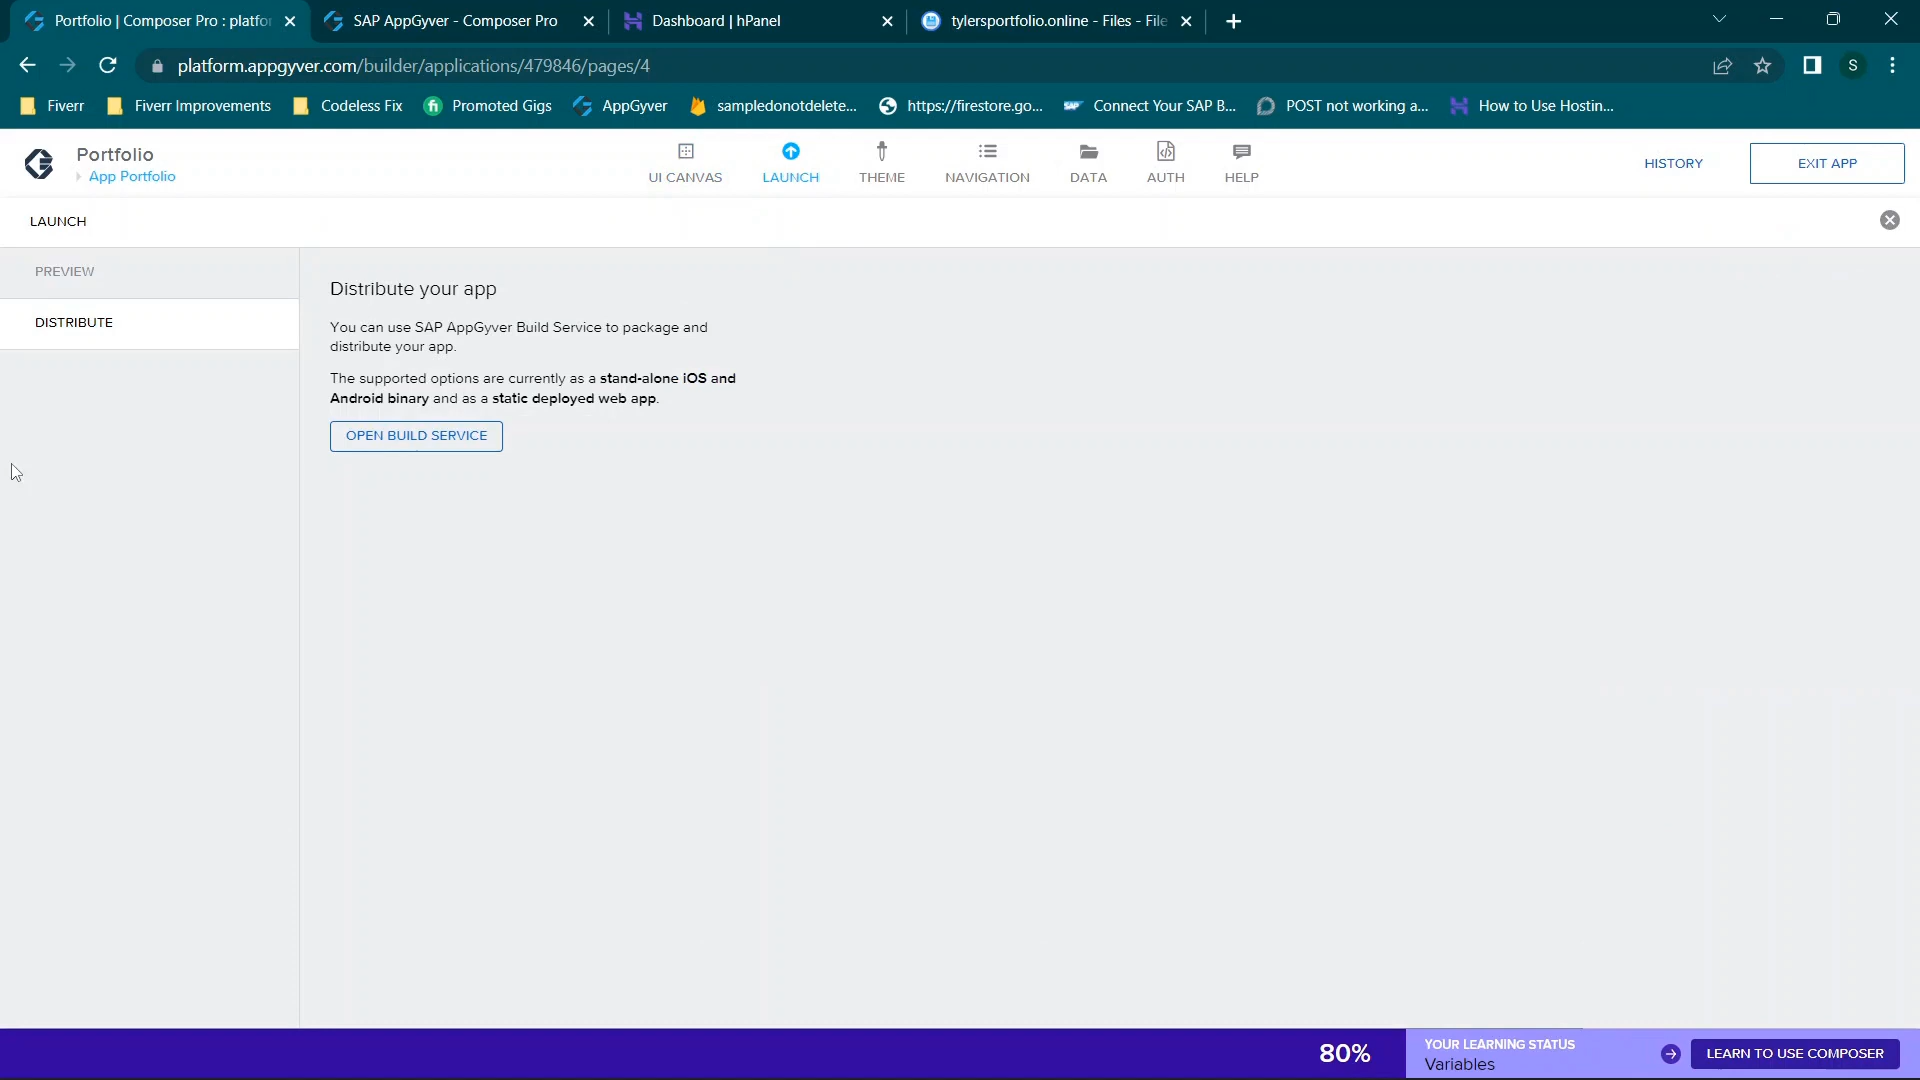 Portfolio | Composer Pro : platfor
SAP AppGyver - Composer Pro
Dashboard | hPanel
tylersportfolio.online - Files - File
platform.appgyver.com/builder/applications/479846/pages/4
S
Fiverr
Fiverr Improvements
Codeless Fix
Promoted Gigs
AppGyver
sampledonotdelete...
https://firestore.go...
Connect Your SAP B...
POST not working a...
How to Use Hostin...
Portfolio
App Portfolio
UI CANVAS
LAUNCH
THEME
NAVIGATION
DATA
AUTH
HELP
HISTORY
EXIT APP
LAUNCH
PREVIEW
DISTRIBUTE
Distribute your app
You can use SAP AppGyver Build Service to package and
distribute your app.
The supported options are currently as a stand-alone iOS and
Android binary and as a static deployed web app.
OPEN BUILD SERVICE
80%
YOUR LEARNING STATUS
Variables
LEARN TO USE COMPOSER